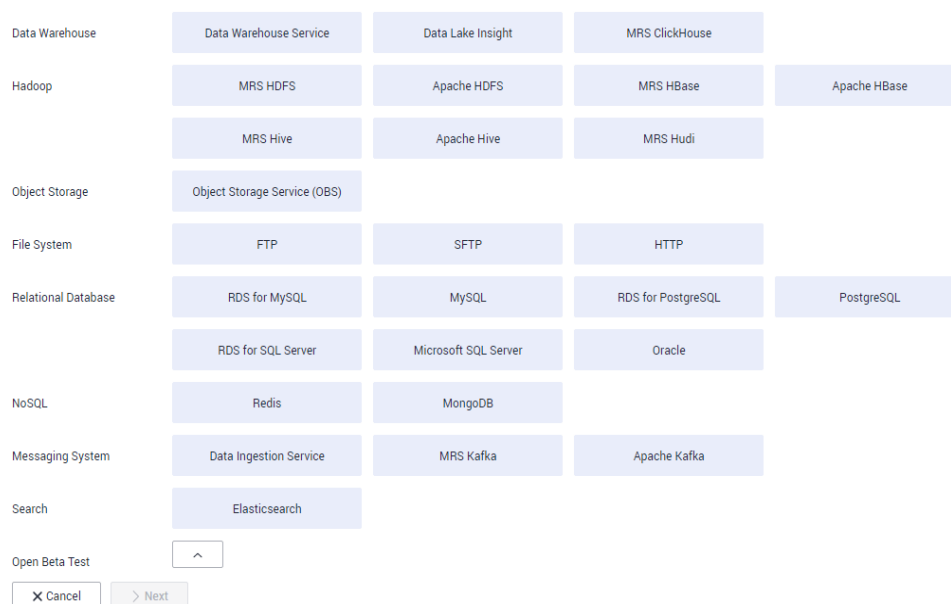 Data Warehouse Data Warehouse Service Data Lake Insight MRS ClickHouse
Hadoop MRS HDFS Apache HDFS MRS HBase Apache HBase
MRS Hive Apache Hive MRS Hudi
Object Storage Object Storage Service (OBS)
File System FTP SFTP HTTP
Relational Database RDS for MySQL MySQL RDS for PostgreSQL PostgreSQL
RDS for SQL Server Microsoft SQL Server Oracle
NoSQL Redis MongoDB
Messaging System Data Ingestion Service MRS Kafka Apache Kafka
Search Elasticsearch
Open Beta Test
Cancel Next